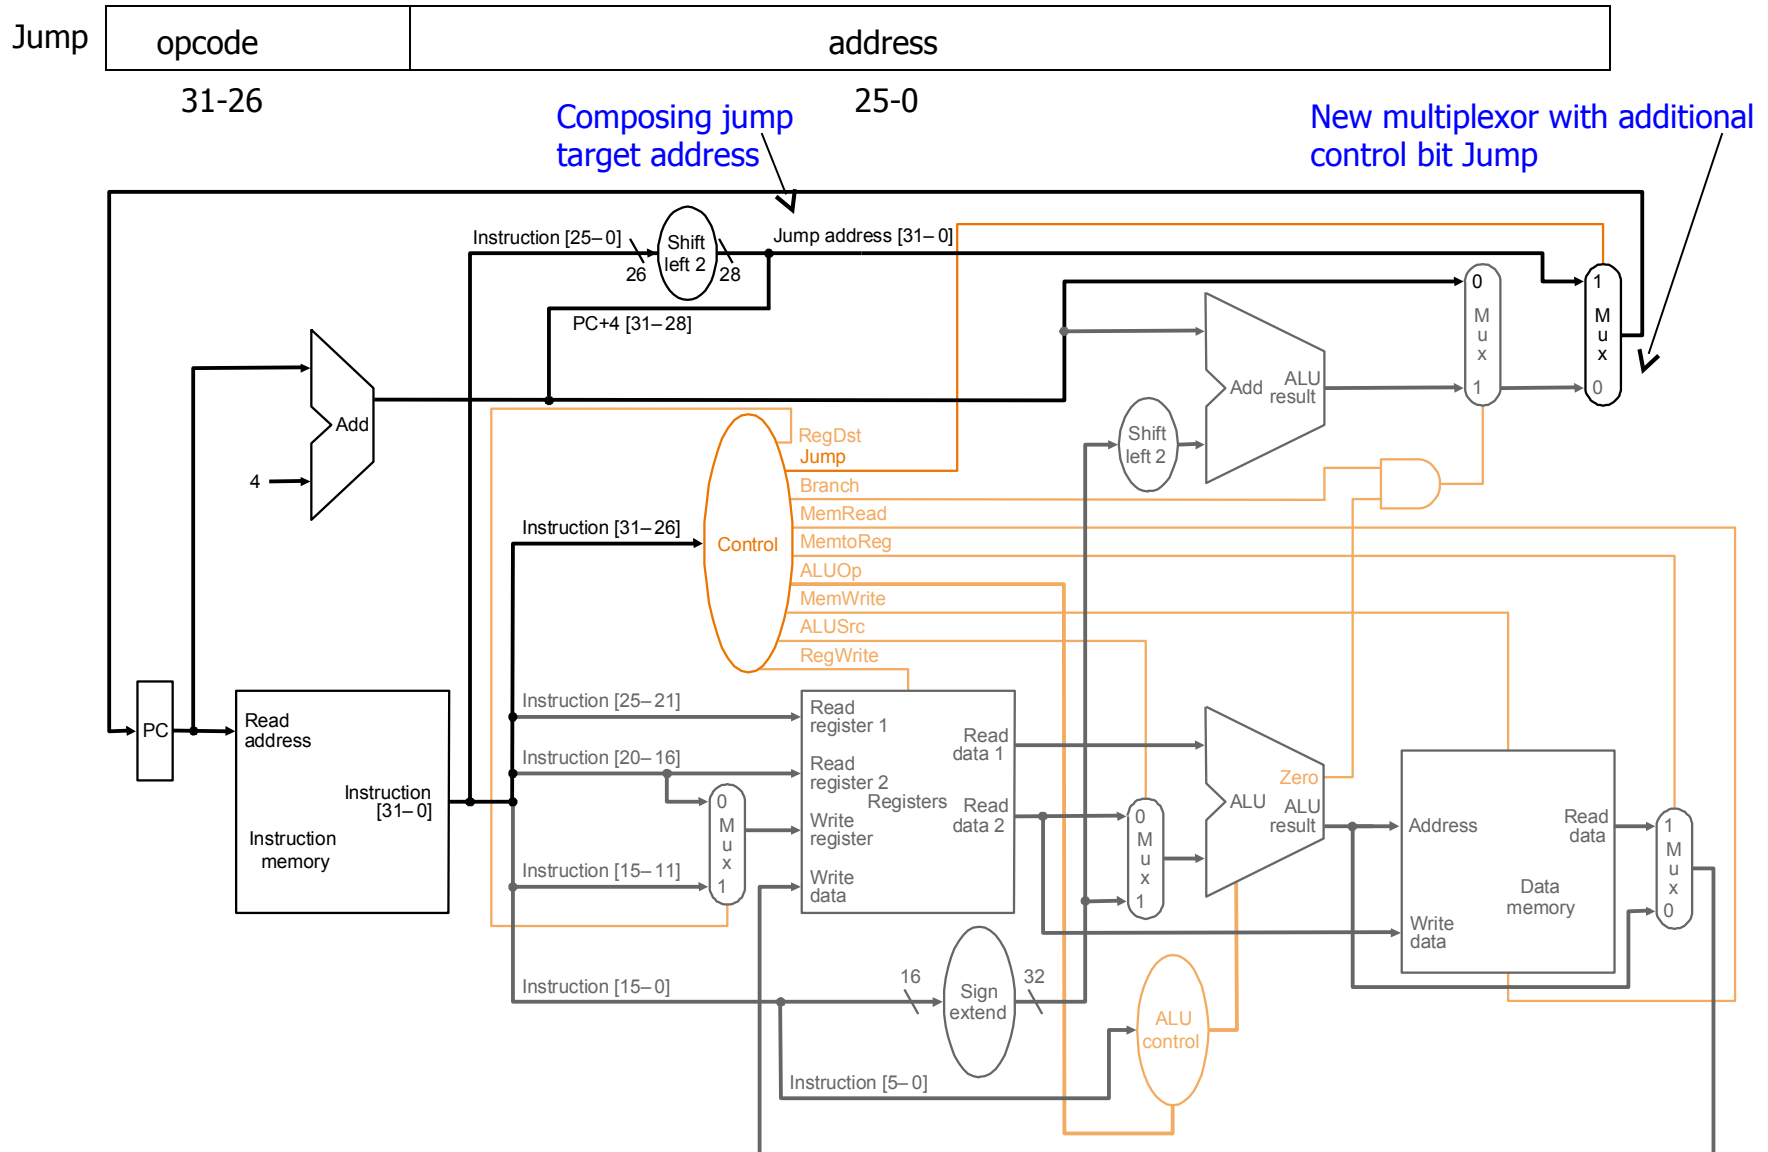 Jump
opcode
address
31-26
25-0
Composing jump
target address
New multiplexor with additional
control bit Jump
Instruction [25–0]
26
Shift
left 2
28
Jump address [31–0]
PC+4 [31–28]
0
M
u
x
1
1
M
u
x
0
Add
ALU
result
Add
4
Shift
left 2
RegDst
Jump
Branch
MemRead
MemtoReg
ALUOp
MemWrite
ALUSrc
RegWrite
Control
Instruction [31–26]
PC
Read
address
Instruction
[31–0]
Instruction
memory
Instruction [25–21]
Instruction [20–16]
Instruction [15–11]
0
M
u
x
1
Read
register 1
Read
register 2
Write
register
Write
data
Registers
Read
data 1
Read
data 2
0
M
u
x
1
Zero
ALU
ALU
result
Address
Write
data
Read
data
Data
memory
1
M
u
x
0
Instruction [15–0]
16
Sign
extend
32
ALU
control
Instruction [5–0]